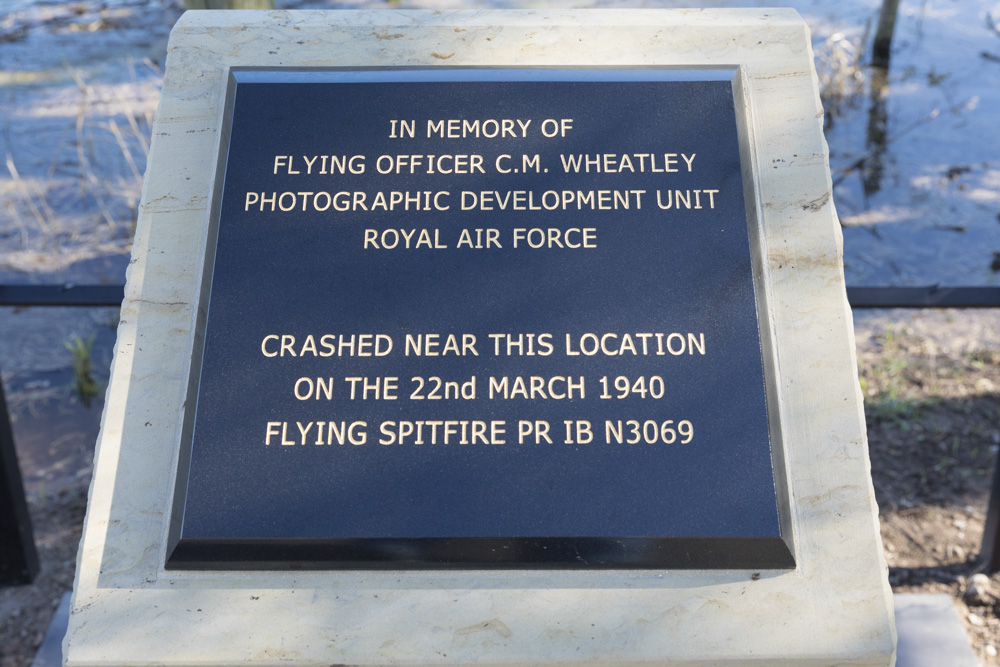 IN MEMORY OF
FLYING OFFICER C.M. WHEATLEY
PHOTOGRAPHIC DEVELOPMENT UNIT
ROYAL AIR FORCE
CRASHED NEAR THIS LOCATION
ON THE 22nd MARCH 1940
FLYING SPITFIRE PR IB N3069